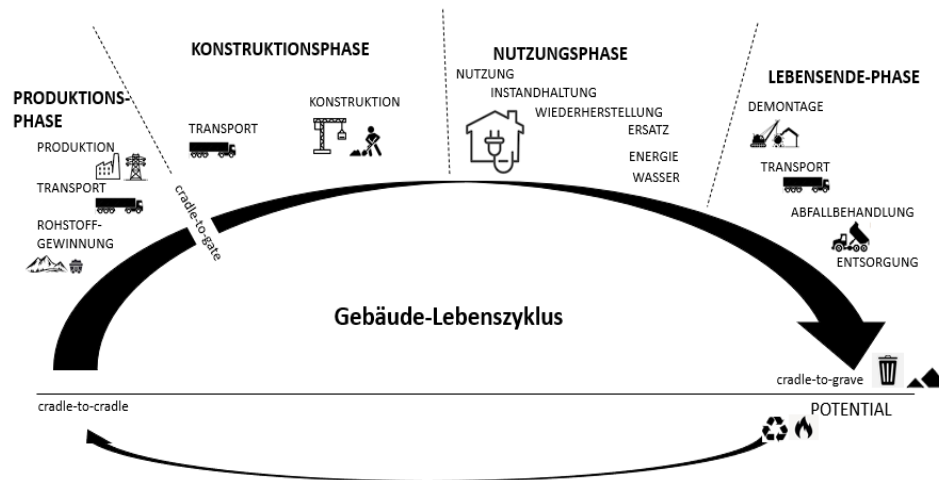 PRODUKTIONS-
PHASE
PRODUKTION
TRANSPORT
ROHSTOFF-
GEWINNUNG
cradle-to-gate
KONSTRUKTIONSPHASE
TRANSPORT
KONSTRUKTION
NUTZUNGSPHASE
NUTZUNG
INSTANDHALTUNG
WIEDERHERSTELLUNG
ERSATZ
ENERGIE
WASSER
LEBENSENDE-PHASE
DEMONTAGE
TRANSPORT
ABFALLBEHANDLUNG
ENTSORGUNG
Gebäude-Lebenszyklus
cradle-to-grave
cradle-to-cradle
POTENTIAL